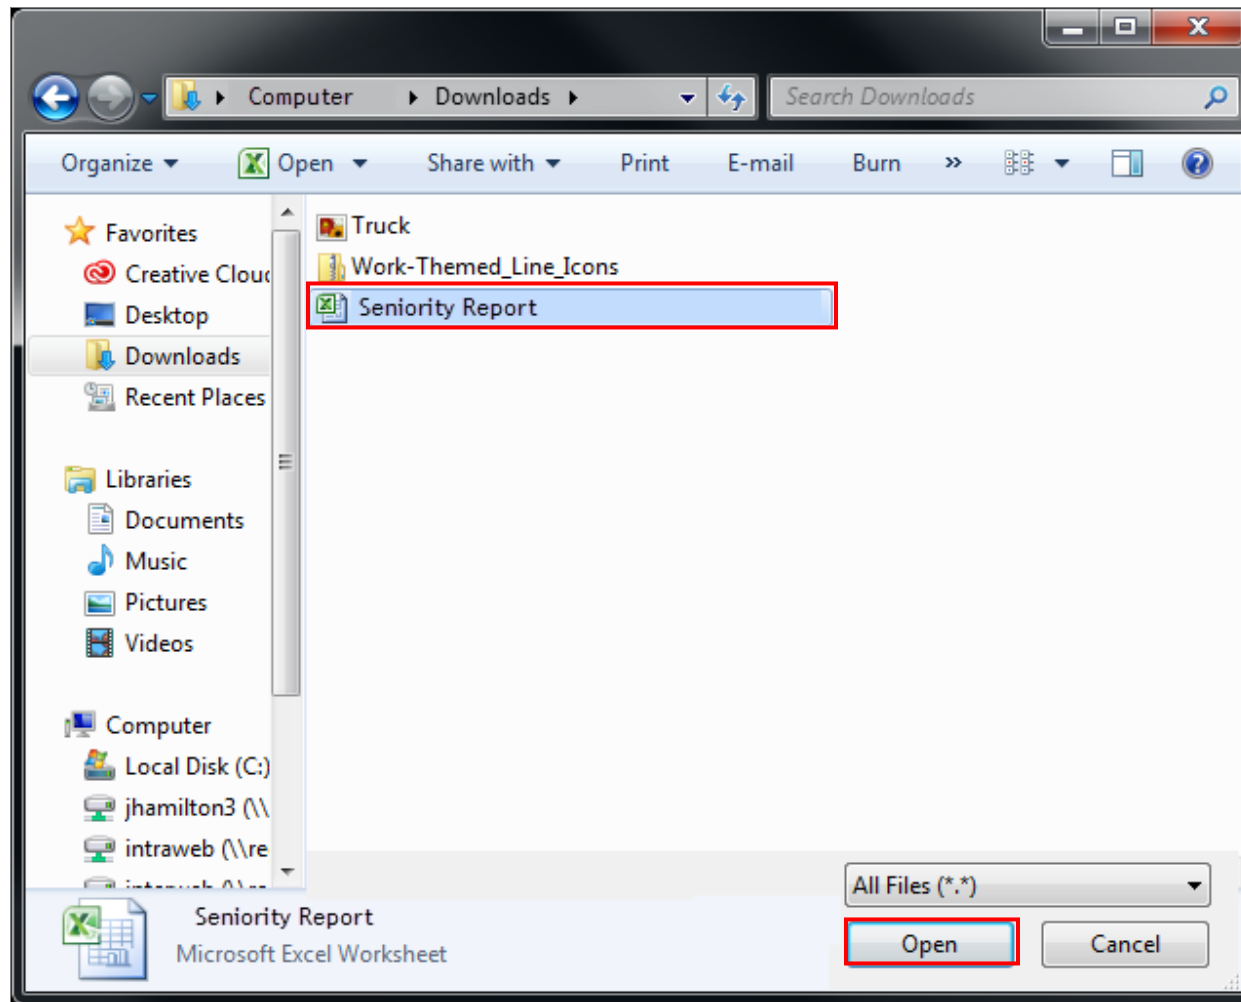 Computer Downloads Search Downloads
Organize Open Share with Print E-mail Burn »
Favorites
Creative Cloud
Desktop
Downloads
Recent Places
Libraries
Documents
Music
Pictures
Videos
Computer
Local Disk (C:)
jhamilton3 (\\
intraweb (\\re
Truck
Work-Themed_Line_Icons
Seniority Report
All Files (*.*)
Seniority Report
Microsoft Excel Worksheet
Open Cancel